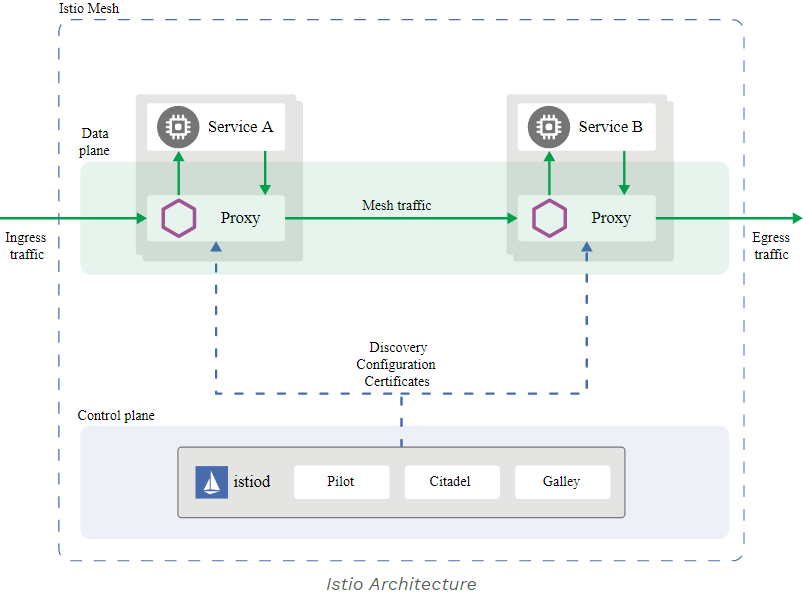 Istio Mesh
Data
plane
Service A
Service B
Proxy
Mesh traffic
Proxy
Ingress
traffic
Egress
traffic
Discovery
Configuration
Certificates
Control plane
istiod
Pilot
Citadel
Galley
Istio Architecture